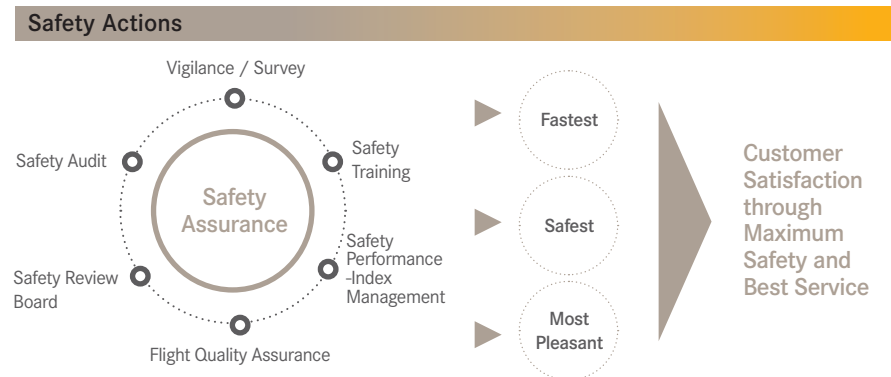 Safety Actions
Vigilance / Survey
Safety
Training
Safety
Performance
-Index
Management
Flight Quality Assurance
Safety Review
Board
Safety Audit
Safety
Assurance
Fastest
Safest
Most
Pleasant
Customer
Satisfaction
through
Maximum
Safety and
Best Service